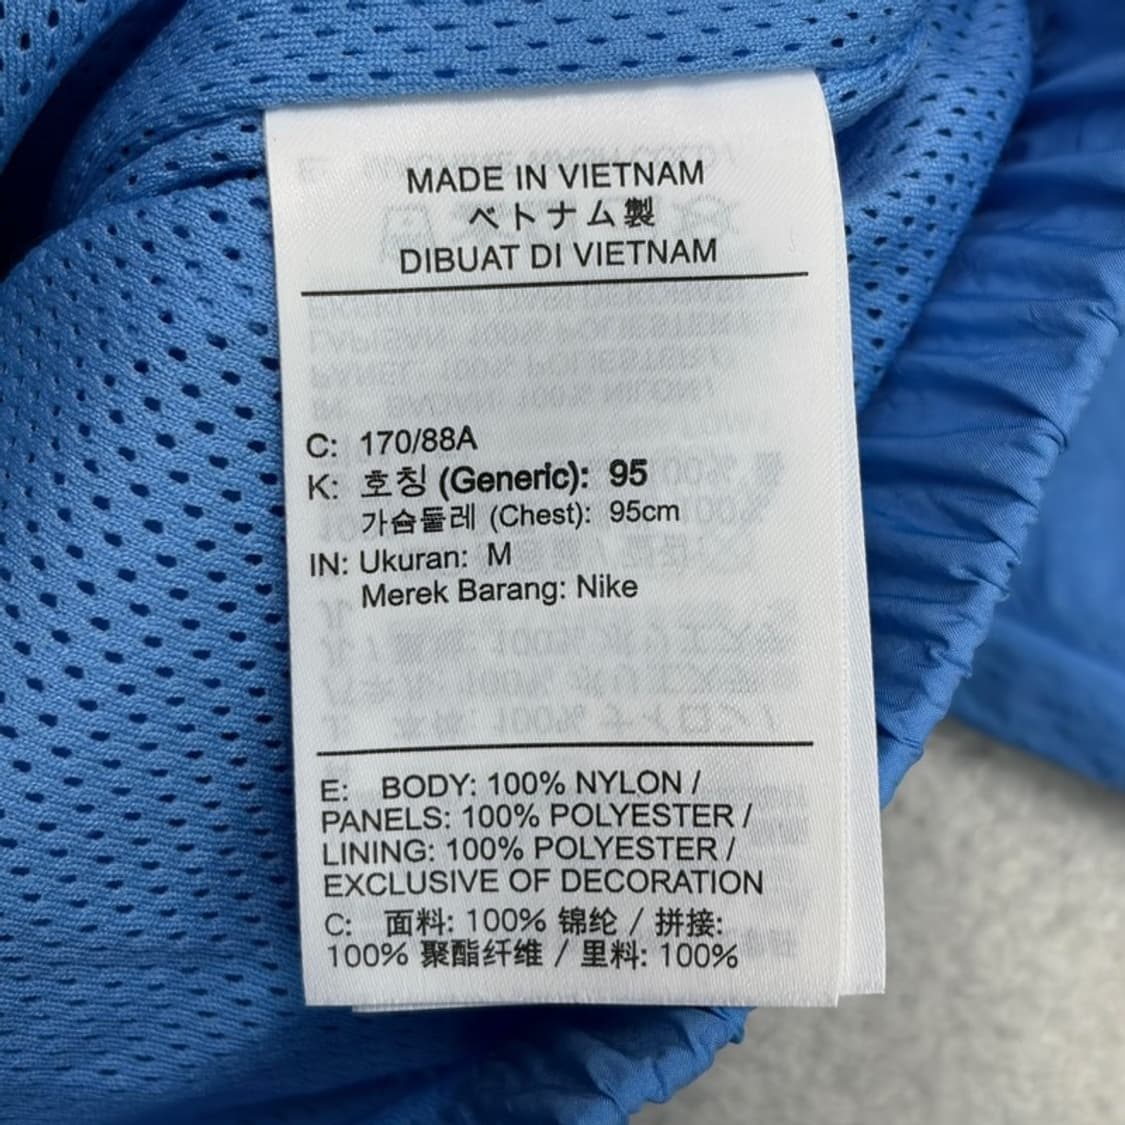 MADE IN VIETNAM
ベトナム製
DIBUAT DI VIETNAM
C: 170/88A
K: 호칭 (Generic): 95
가슴둘레 (Chest): 95cm
IN: Ukuran: M
Merek Barang: Nike
E: BODY: 100% NYLON /
PANELS: 100% POLYESTER /
LINING: 100% POLYESTER /
EXCLUSIVE OF DECORATION
C: 面料: 100% 锦纶 / 拼接:
100% 聚酯纤维 / 里料: 100%